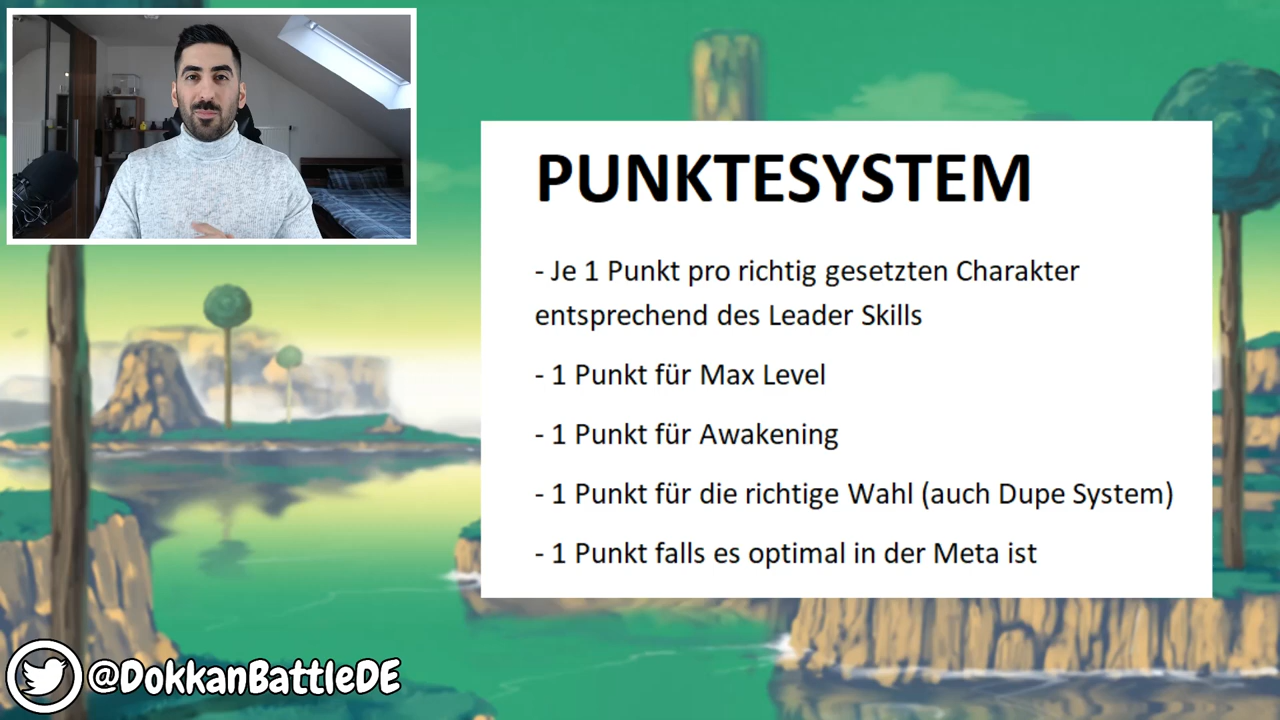 PUNKTESYSTEM
- Je 1 Punkt pro richtig gesetzten Charakter
entsprechend des Leader Skills
- 1 Punkt für Max Level
- 1 Punkt für Awakening
- 1 Punkt für die richtige Wahl (auch Dupe System)
- 1 Punkt falls es optimal in der Meta ist
@DokkanBattleDE